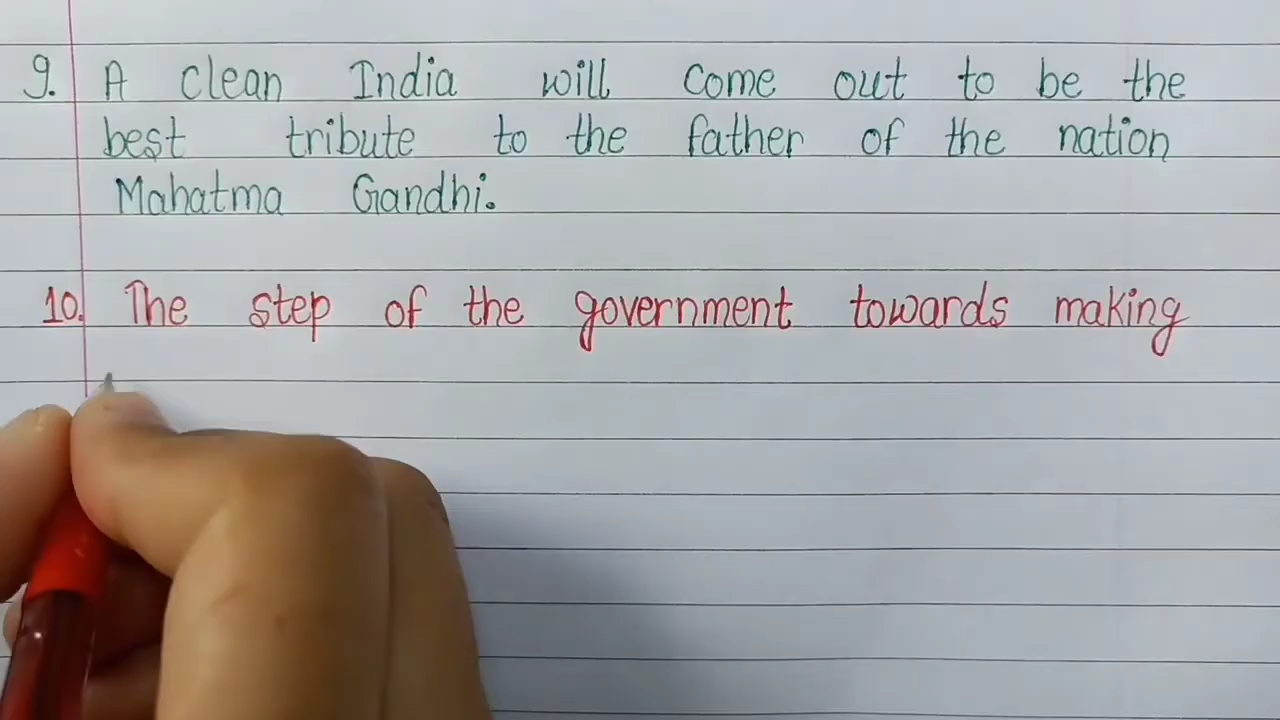 9. A clean India will come out to be the
best tribute to the father of the nation
Mahatma Gandhi.
10. The step of the government towards making